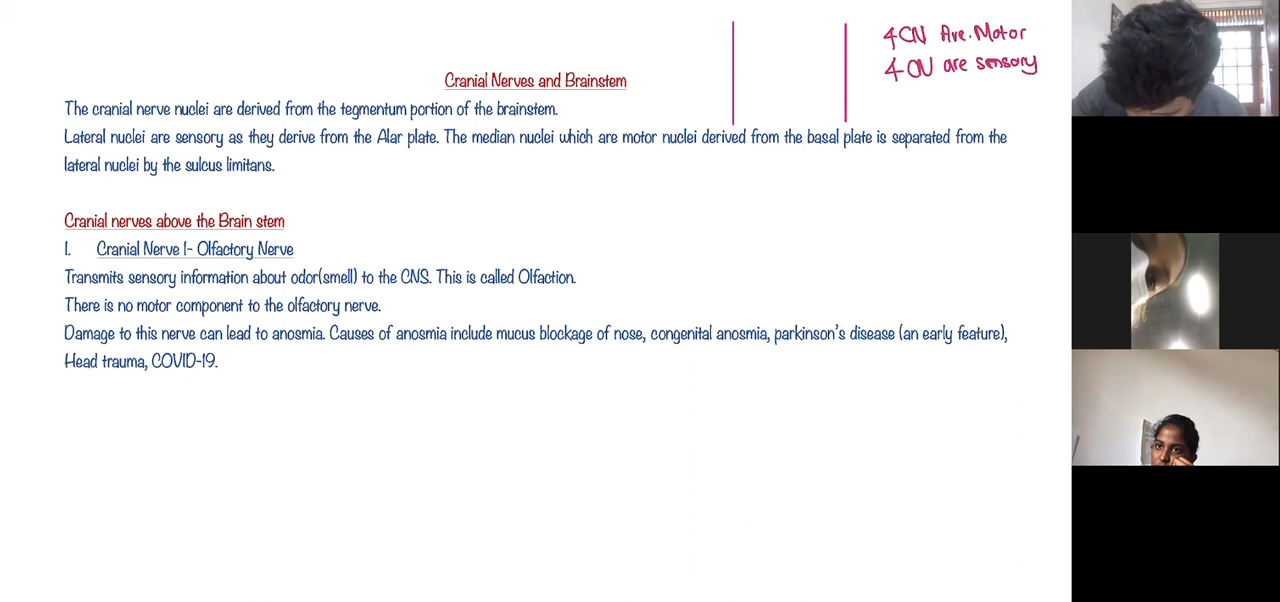 4 CN Are Motor
4 CN are sensory
Cranial Nerves and Brainstem
The cranial nerve nuclei are derived from the tegmentum portion of the brainstem.
Lateral nuclei are sensory as they derive from the Alar plate. The median nuclei which are motor nuclei derived from the basal plate is separated from the
lateral nuclei by the sulcus limitans.
Cranial nerves above the Brain stem
1. Cranial Nerve 1- Olfactory Nerve
Transmits sensory information about odor(smell) to the CNS. This is called Olfaction.
There is no motor component to the olfactory nerve.
Damage to this nerve can lead to anosmia. Causes of anosmia include mucus blockage of nose, congenital anosmia, parkinson's disease (an early feature),
Head trauma, COVID-19.